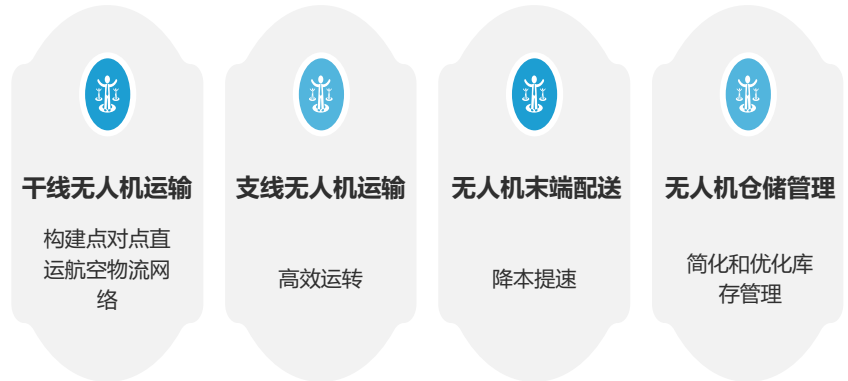 干线无人机运输
构建点对点直
运航空物流网
络
支线无人机运输
高效运转
无人机末端配送
降本提速
无人机仓储管理
简化和优化库
存管理